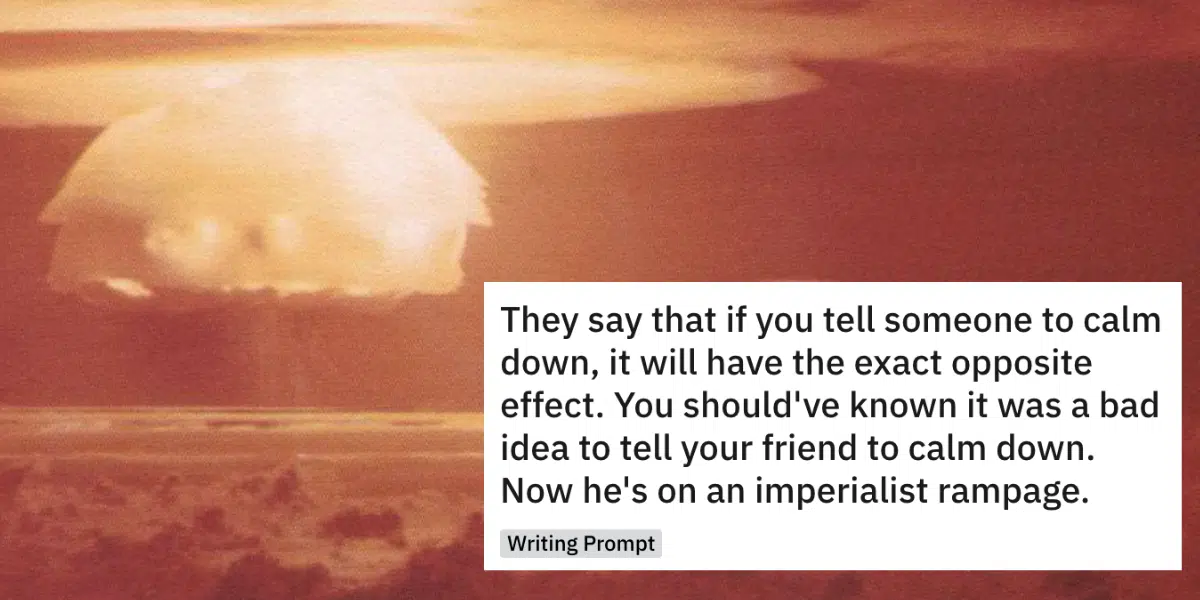 They say that if you tell someone to calm
down, it will have the exact opposite
effect. You should've known it was a bad
idea to tell your friend to calm down.
Now he's on an imperialist rampage.
Writing Prompt